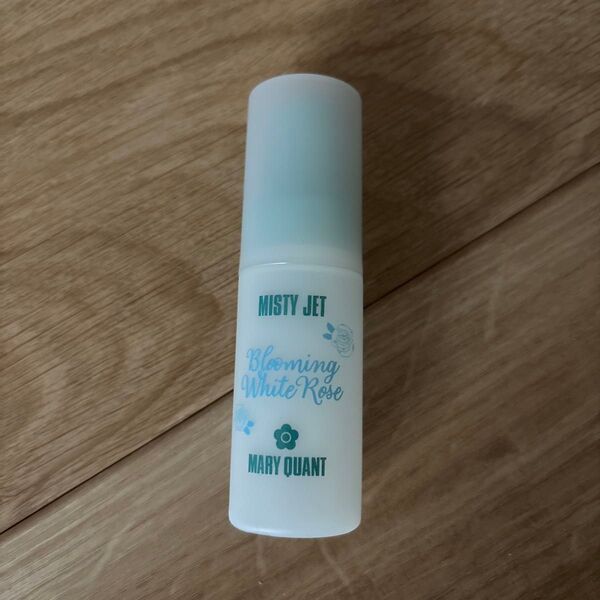 MISTY JET
Blooming
White Rose
MARY QUANT